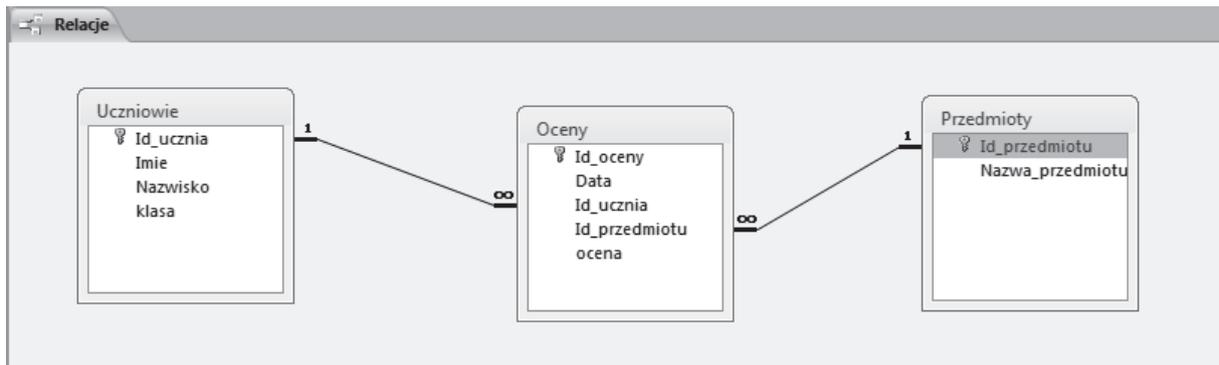 Relacje
Uczniowie
Id_ucznia
Imie
Nazwisko
klasa
1
∞
Oceny
Id_oceny
Data
Id_ucznia
Id_przedmiotu
ocena
∞
1
Przedmioty
Id_przedmiotu
Nazwa_przedmiotu